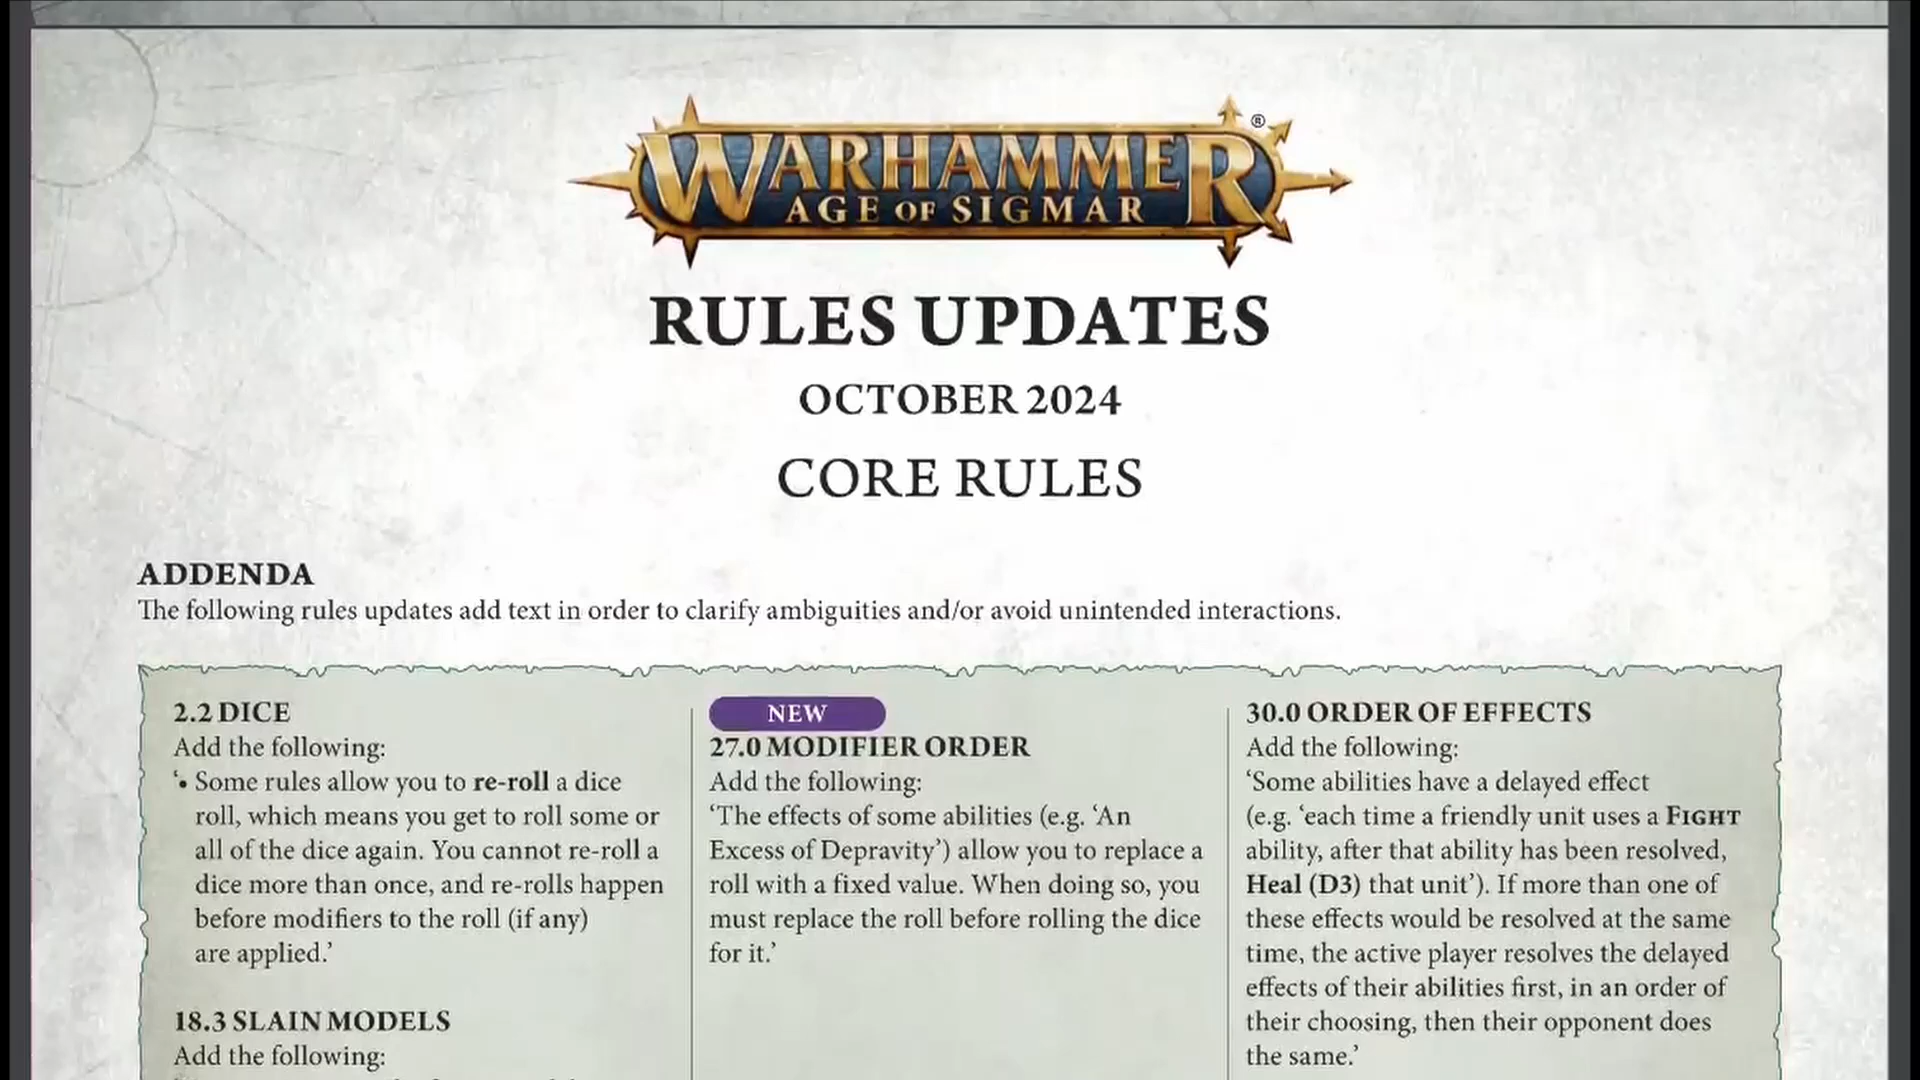 WARHAMMER
®
AGE OF SIGMAR
RULES UPDATES
OCTOBER 2024
CORE RULES
ADDENDA
The following rules updates add text in order to clarify ambiguities and/or avoid unintended interactions.
2.2 DICE
Add the following:
‘• Some rules allow you to re-roll a dice
roll, which means you get to roll some or
all of the dice again. You cannot re-roll a
dice more than once, and re-rolls happen
before modifiers to the roll (if any)
are applied.’
18.3 SLAIN MODELS
Add the following:
NEW
27.0 MODIFIER ORDER
Add the following:
‘The effects of some abilities (e.g. ‘An
Excess of Depravity’) allow you to replace a
roll with a fixed value. When doing so, you
must replace the roll before rolling the dice
for it.’
30.0 ORDER OF EFFECTS
Add the following:
‘Some abilities have a delayed effect
(e.g. ‘each time a friendly unit uses a FIGHT
ability, after that ability has been resolved,
Heal (D3) that unit’). If more than one of
these effects would be resolved at the same
time, the active player resolves the delayed
effects of their abilities first, in an order of
their choosing, then their opponent does
the same.’